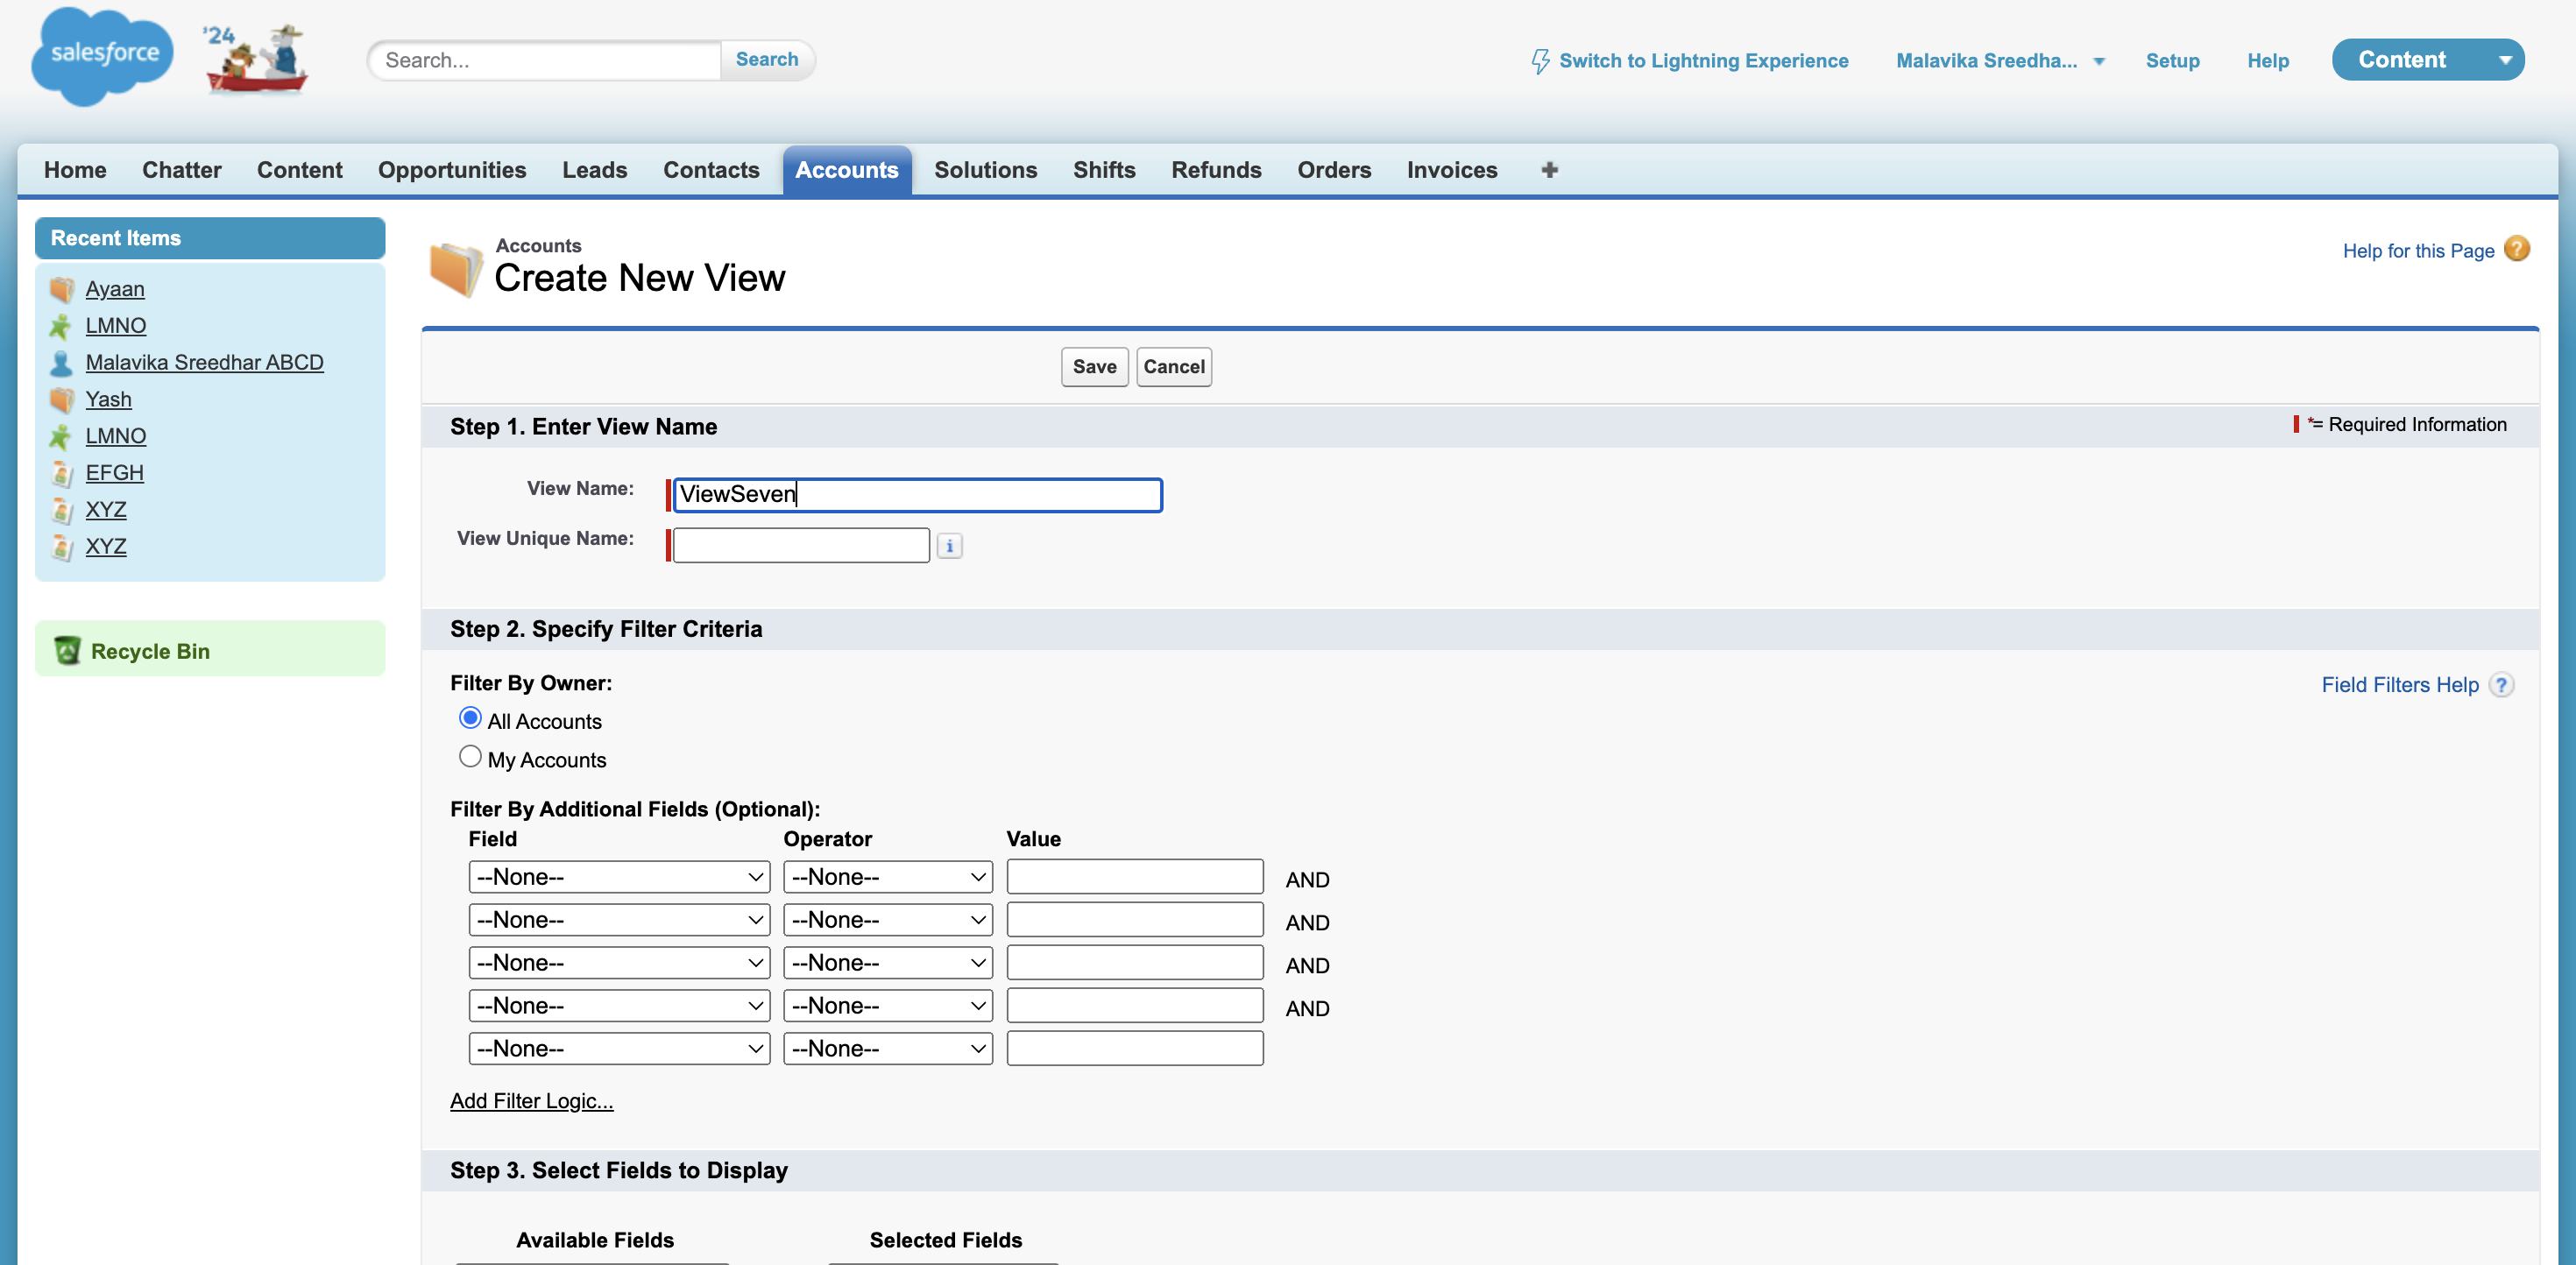 salesforce
'24
Search...
Search
Switch to Lightning Experience
Malavika Sreedha...
Setup
Help
Content
Home
Chatter
Content
Opportunities
Leads
Contacts
Accounts
Solutions
Shifts
Refunds
Orders
Invoices
+
Recent Items
Ayaan
LMNO
Malavika Sreedhar ABCD
Yash
LMNO
EFGH
XYZ
XYZ
Recycle Bin
Accounts
Create New View
Help for this Page ?
Save
Cancel
Step 1. Enter View Name
*= Required Information
View Name:
ViewSeven
View Unique Name:
i
Step 2. Specify Filter Criteria
Filter By Owner:
Field Filters Help ?
All Accounts
My Accounts
Filter By Additional Fields (Optional):
Field Operator Value
--None-- --None-- AND
--None-- --None-- AND
--None-- --None-- AND
--None-- --None-- AND
--None-- --None--
Add Filter Logic...
Step 3. Select Fields to Display
Available Fields
Selected Fields